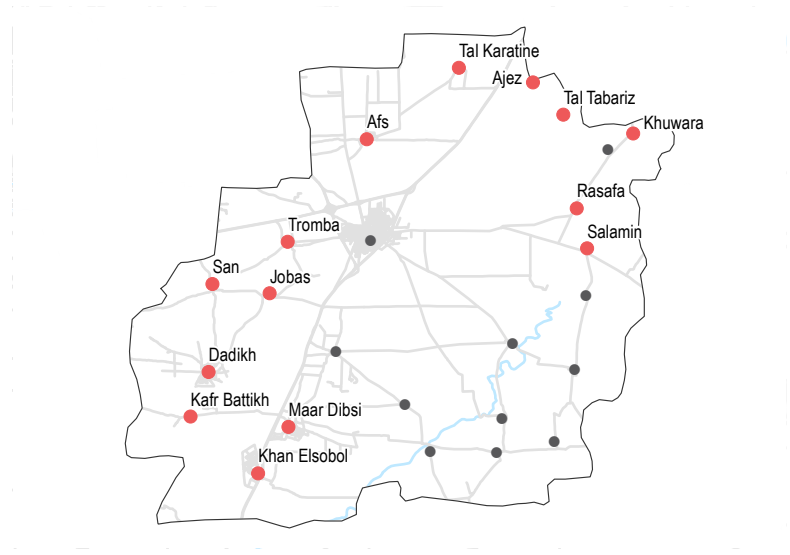 Tal Karatine
Ajez
Tal Tabariz
Afs
Khuwara
Rasafa
Tromba
Salamin
San
Jobas
Dadikh
Kafr Battikh
Maar Dibsi
Khan Elsobol